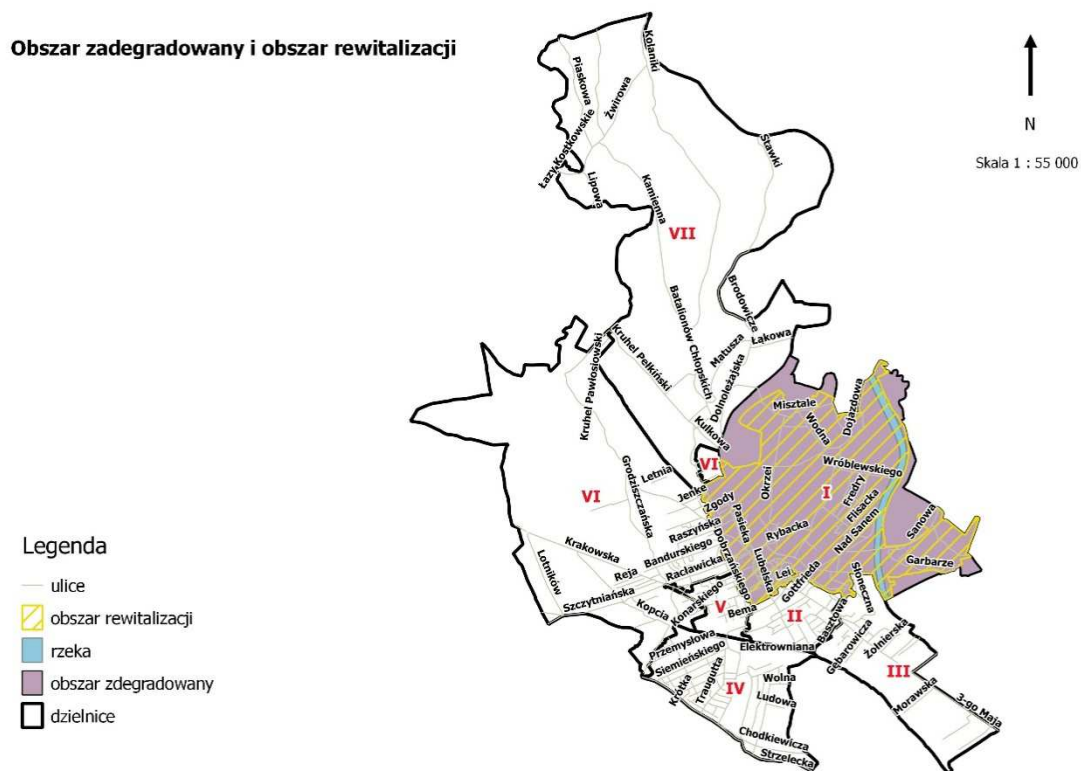 Obszar zadegradowany i obszar rewitalizacji
N
Skala 1 : 55 000
Kolaniki
Piaskowa
Żwirowa
Stawki
Łazy Kostkowskie
Lipowa
Kamienna
VII
Brodowicze
Batalionów Chłopskich
Matusza
Łąkowa
Kruhel Pawłosiowski
Kruhel Pełkiński
Dolnoleżajska
Misztale
Wodna
Dojazdowa
Kulkowa
Wróblewskiego
VI
Letnia
Grodziszczańska
Okrzei
I
Fredry
VI
Jenke
Zgody
Flisacka
Pasieka
Nad Sanem
Sanowa
Raszyńska
Rybacka
Krakowska
Bandurskiego
Dobrzańskiego
Lubelska
Garbarze
Lotników
Reja
Racławicka
Lei
Gottfrieda
Słoneczna
Szczytniańska
Konarskiego
V
Bema
II
Kopcia
Basztowa
Przemysłowa
Elektrowniana
Gębarowicza
Żołnierska
Siemieńskiego
III
Krótka
Traugutta
IV
Wolna
Ludowa
Morawska
3-go Maja
Chodkiewicza
Strzelecka
Legenda
ulice
obszar rewitalizacji
rzeka
obszar zdegradowany
dzielnice